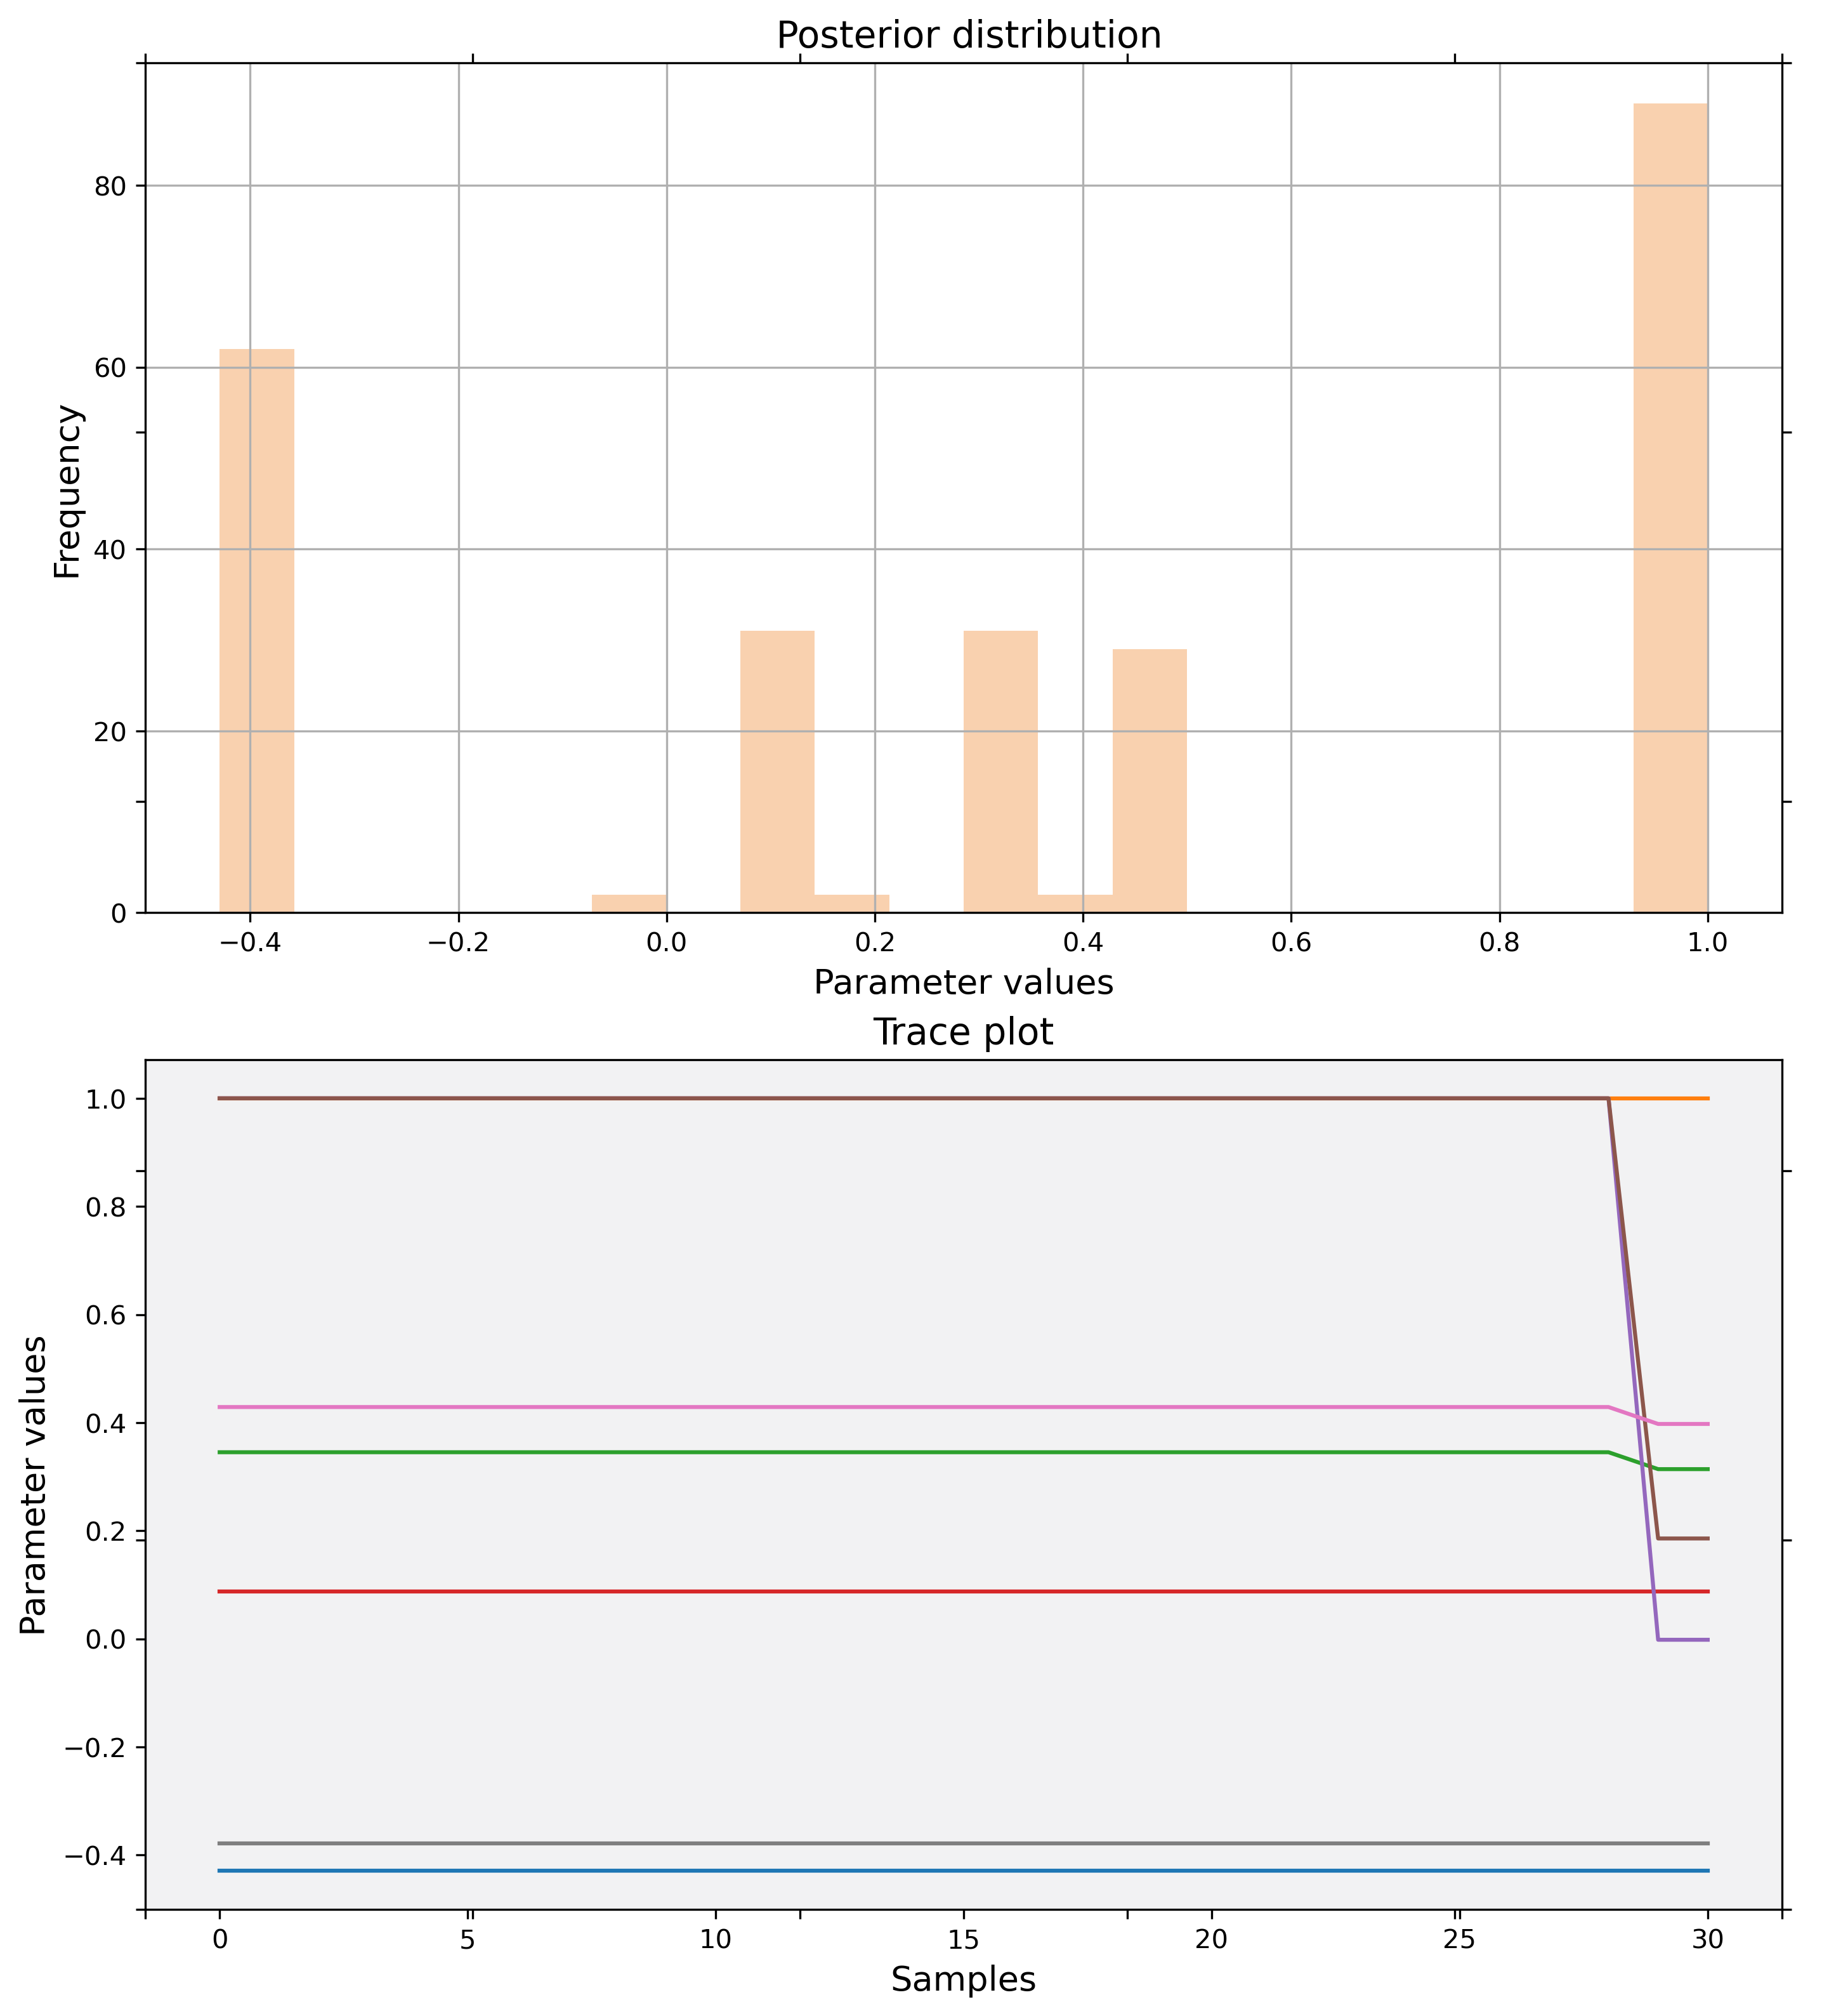 Posterior distribution
Frequency
80
60
40
20
0
−0.4 −0.2 0.0 0.2 0.4 0.6 0.8 1.0
Parameter values
Trace plot
Parameter values
1.0
0.8
0.6
0.4
0.2
0.0
−0.2
−0.4
0 5 10 15 20 25 30
Samples